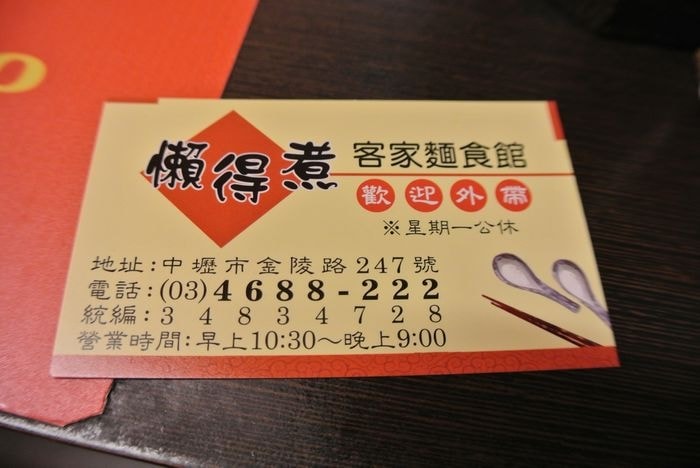 懶得煮 客家麵食館
歡迎外帶
※星期一公休
地址:中壢市金陵路247號
電話:(03)4688-222
統編:34834728
營業時間:早上10:30~晚上9:00